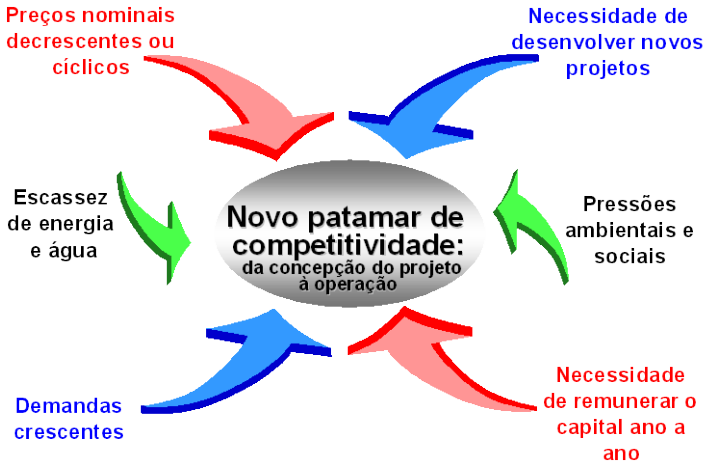 Preços nominais
decrescentes ou
cíclicos
Necessidade de
desenvolver novos
projetos
Escassez
de energia
e água
Novo patamar de
competitividade:
da concepção do projeto
à operação
Pressões
ambientais e
sociais
Demandas
crescentes
Necessidade
de remunerar o
capital ano a
ano